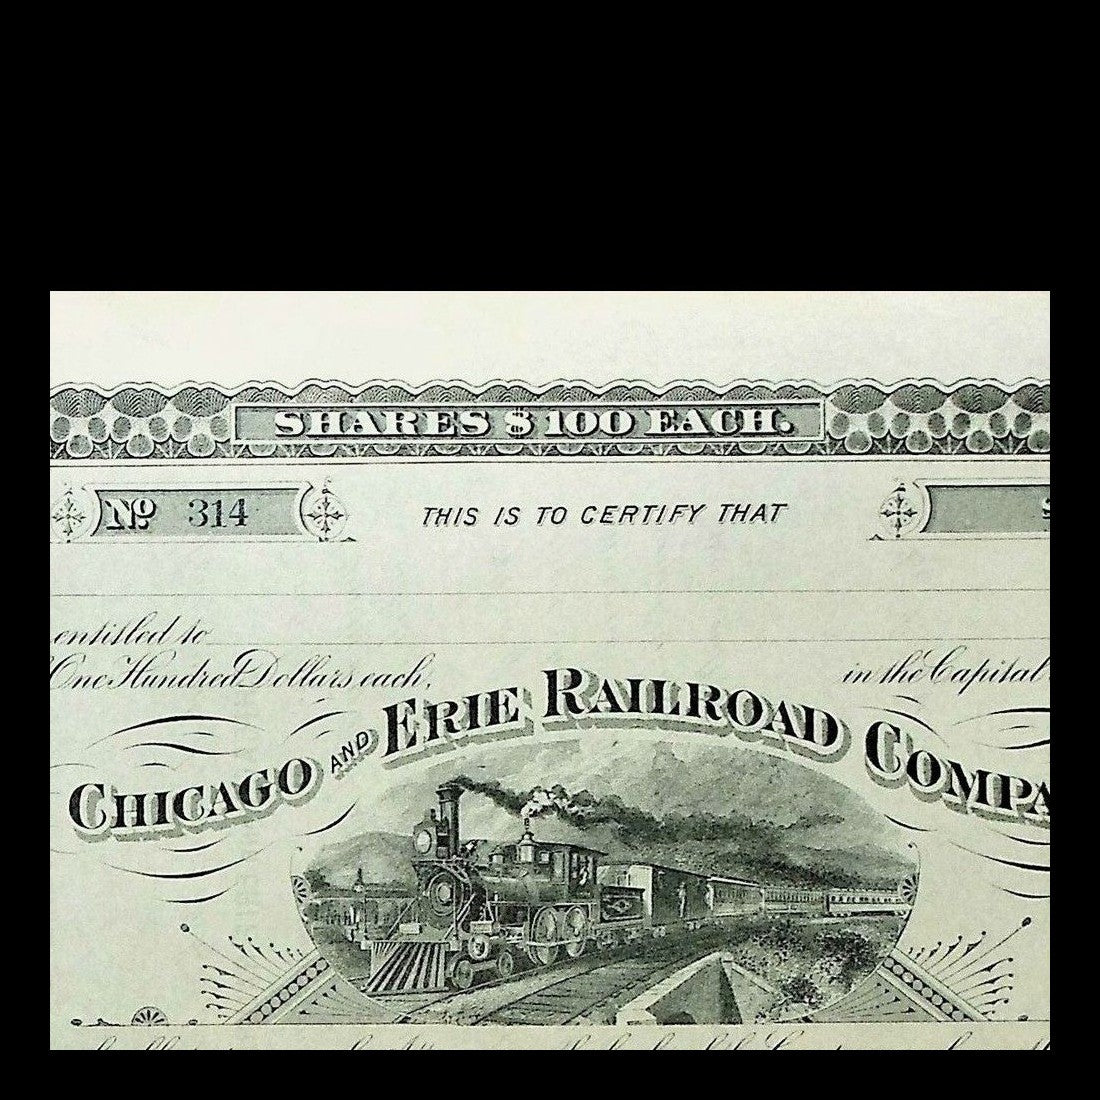 SHARES $100 EACH.
No. 314 THIS IS TO CERTIFY THAT
entitled to
One Hundred Dollars each, in the Capital
CHICAGO AND ERIE RAILROAD COMPA